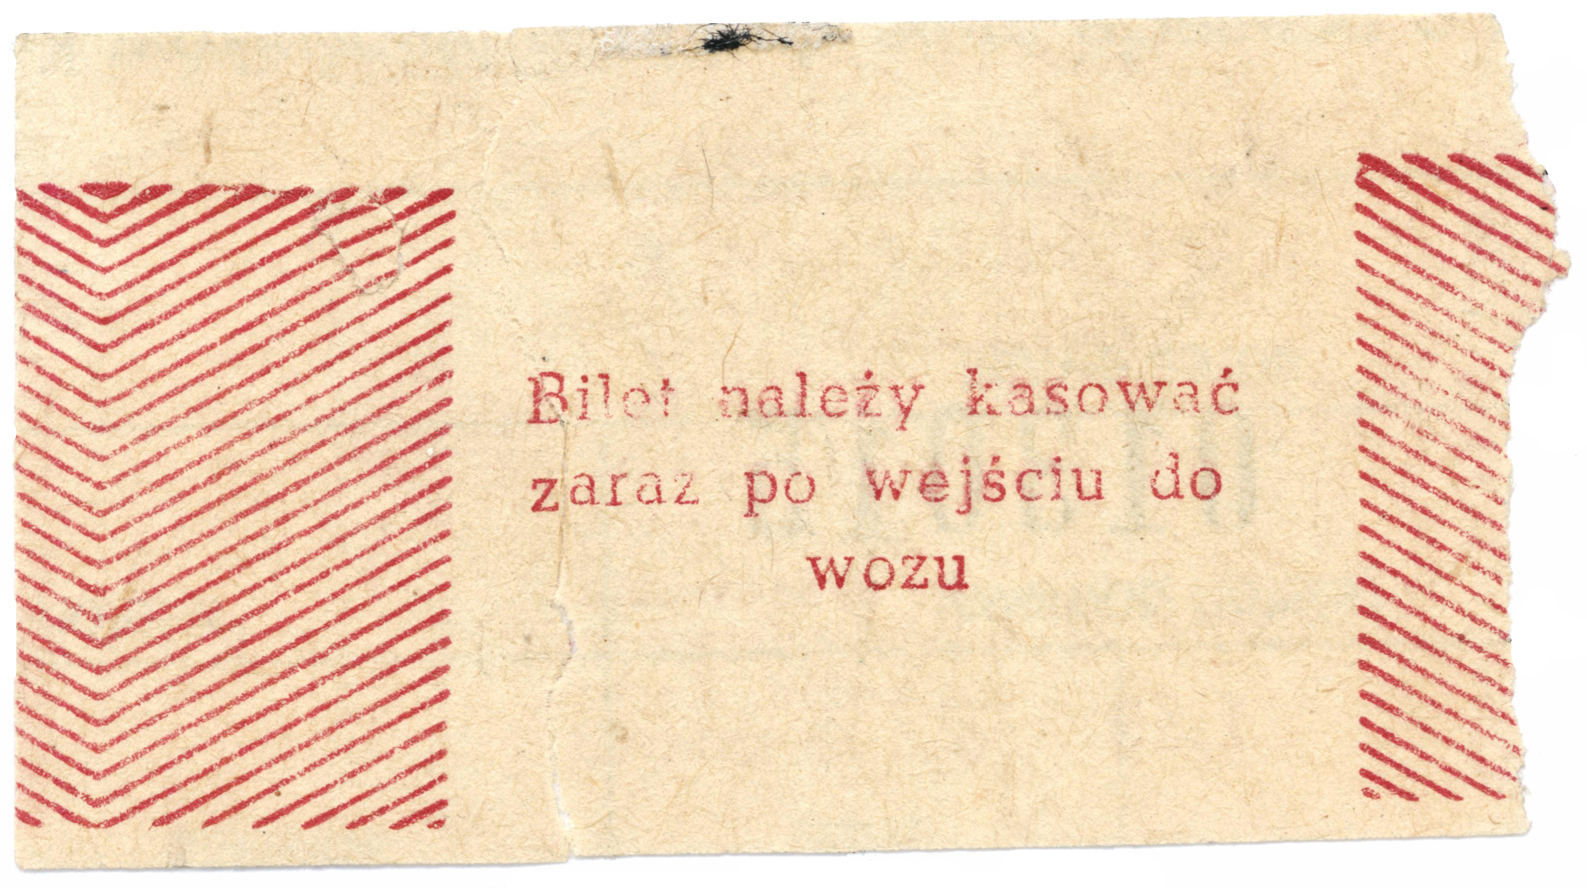 Bilet należy kasować
zaraz po wejściu do
wozu